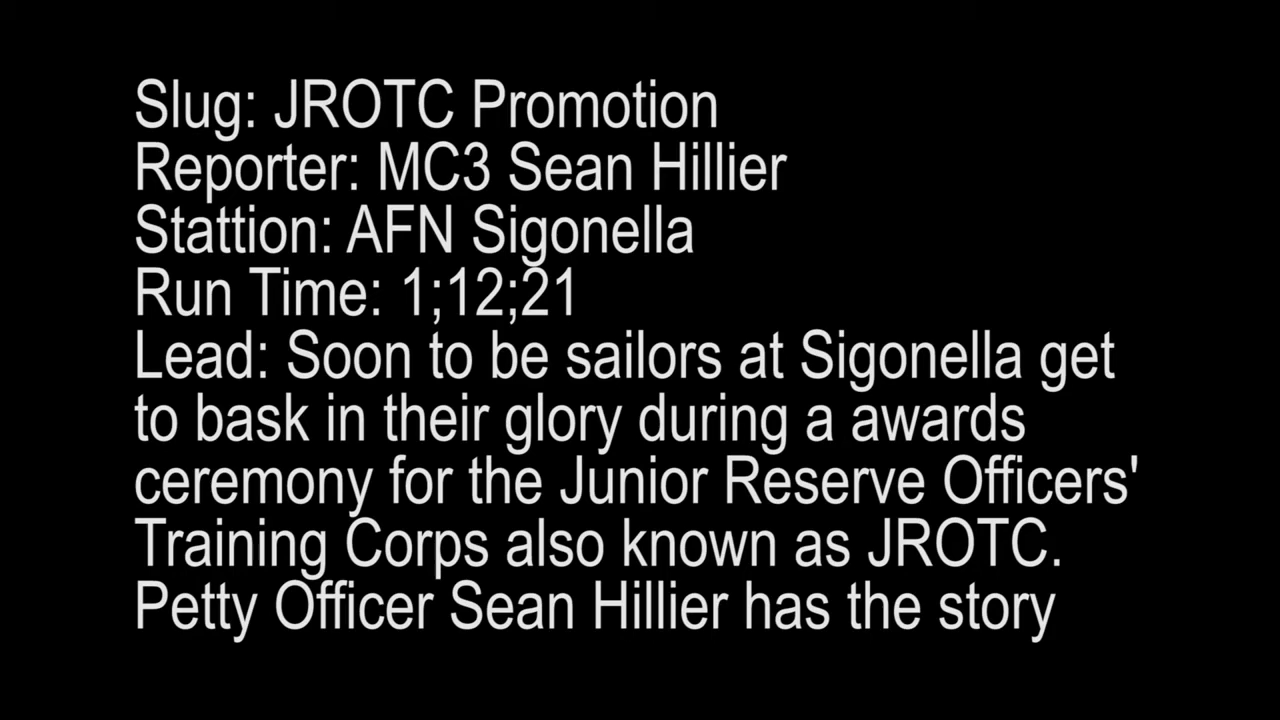 Slug: JROTC Promotion
Reporter: MC3 Sean Hillier
Stattion: AFN Sigonella
Run Time: 1;12;21
Lead: Soon to be sailors at Sigonella get
to bask in their glory during a awards
ceremony for the Junior Reserve Officers'
Training Corps also known as JROTC.
Petty Officer Sean Hillier has the story